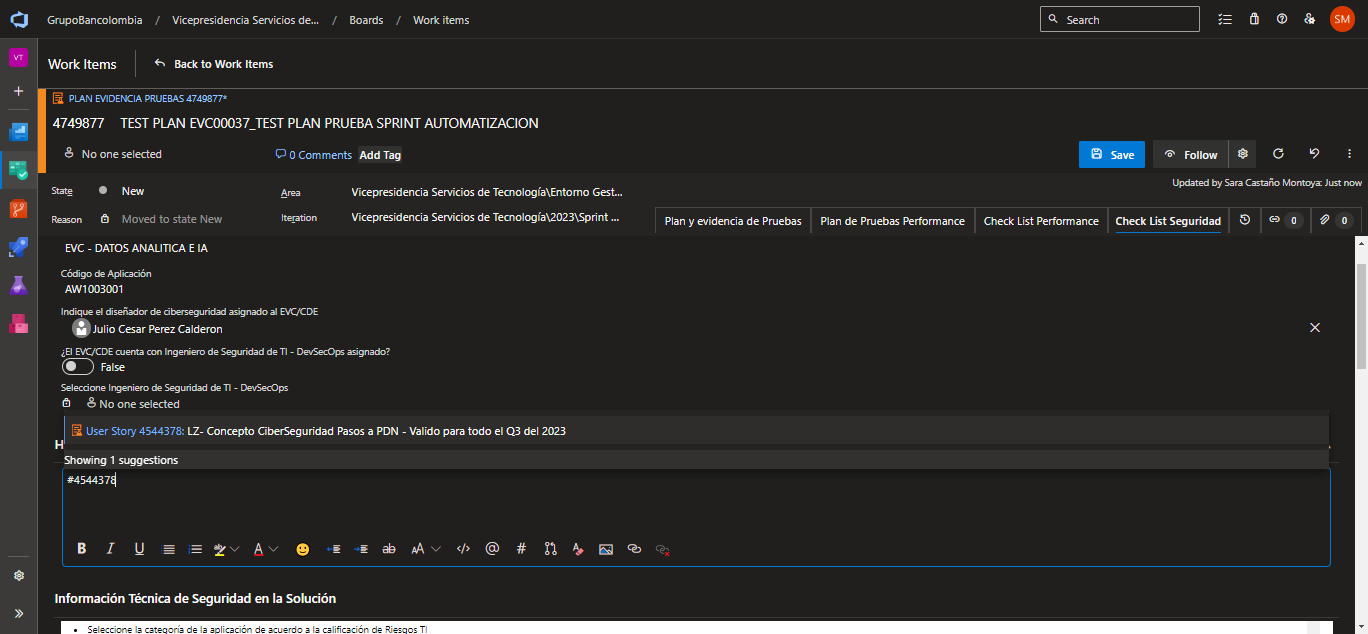 GrupoBancolombia / Vicepresidencia Servicios de... / Boards / Work items
Search
SM
VT
Work Items
Back to Work Items
PLAN EVIDENCIA PRUEBAS 4749877*
4749877 TEST PLAN EVC00037_TEST PLAN PRUEBA SPRINT AUTOMATIZACION
No one selected
0 Comments
Add Tag
Save
Follow
State
New
Area
Vicepresidencia Servicios de Tecnología\Entorno Gest...
Updated by Sara Castaño Montoya: Just now
Reason
Moved to state New
Iteration
Vicepresidencia Servicios de Tecnología\2023\Sprint ...
Plan y evidencia de Pruebas
Plan de Pruebas Performance
Check List Performance
Check List Seguridad
0
0
EVC - DATOS ANALITICA E IA
Código de Aplicación
AW1003001
Indique el diseñador de ciberseguridad asignado al EVC/CDE
Julio Cesar Perez Calderon
¿El EVC/CDE cuenta con Ingeniero de Seguridad de TI - DevSecOps asignado?
False
Seleccione Ingeniero de Seguridad de TI - DevSecOps
No one selected
User Story 4544378: LZ- Concepto CiberSeguridad Pasos a PDN - Valido para todo el Q3 del 2023
H
Showing 1 suggestions
#4544378
B I U A ab AA </> @ #
Información Técnica de Seguridad en la Solución
• Seleccione la categoría de la aplicación de acuerdo a la calificación de Riesgos TI